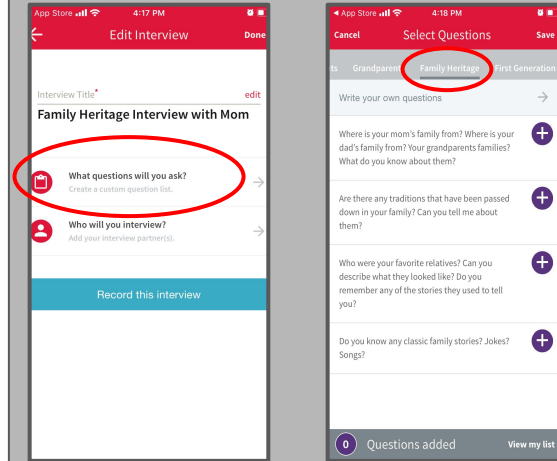 App Store 4:17 PM
Edit Interview Done
Interview Title* edit
Family Heritage Interview with Mom
What questions will you ask?
Create a custom question list.
Who will you interview?
Add your interview partner(s).
Record this interview
App Store 4:18 PM
Cancel Select Questions Save
ts Grandparent Family Heritage First Generation
Write your own questions
Where is your mom's family from? Where is your
dad's family from? Your grandparents families?
What do you know about them?
Are there any traditions that have been passed
down in your family? Can you tell me about
them?
Who were your favorite relatives? Can you
describe what they looked like? Do you
remember any of the stories they used to tell
you?
Do you know any classic family stories? Jokes?
Songs?
0 Questions added View my list